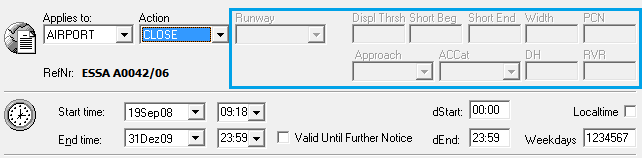 Applies to: Action Runway Displ Thrsh Short Beg Short End Width PCN
AIRPORT CLOSE
Approach ACCat DH RVR
RefNr: ESSA A0042/06
Start time: 19Sep08 09:18 dStart: 00:00 Localtime
End time: 31Dez09 23:59 Valid Until Further Notice dEnd: 23:59 Weekdays 1234567